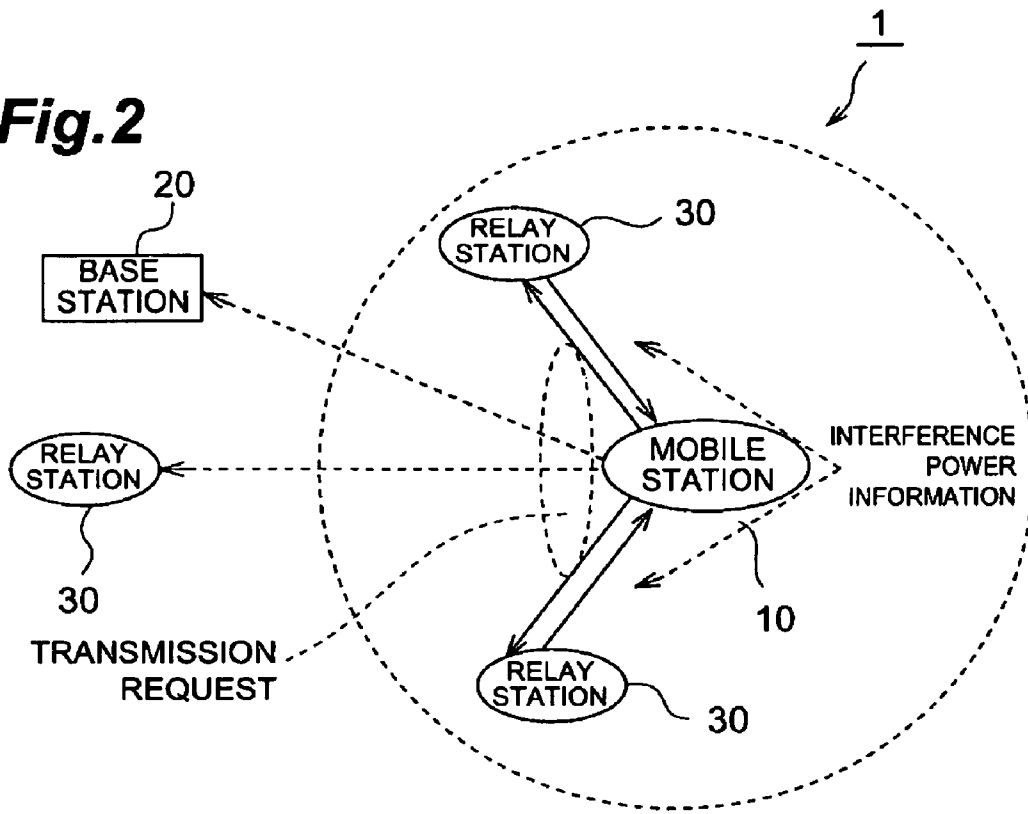 1
Fig.2
20
BASE
STATION
RELAY
STATION
30
RELAY
STATION
30
MOBILE
STATION
INTERFERENCE
POWER
INFORMATION
10
TRANSMISSION
REQUEST
RELAY
STATION
30